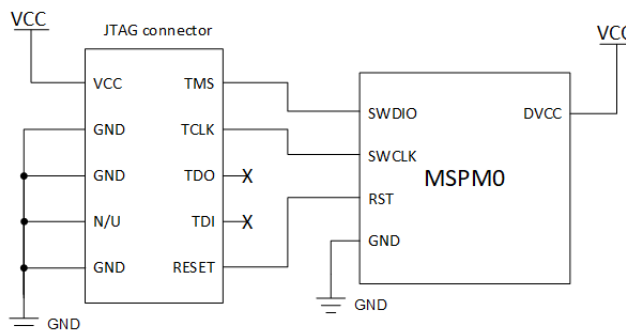 VCC
JTAG connector
VCC
VCC
TMS
GND
TCLK
GND
TDO
X
N/U
TDI
X
GND
RESET
GND
SWDIO
DVCC
SWCLK
MSPM0
RST
GND
GND